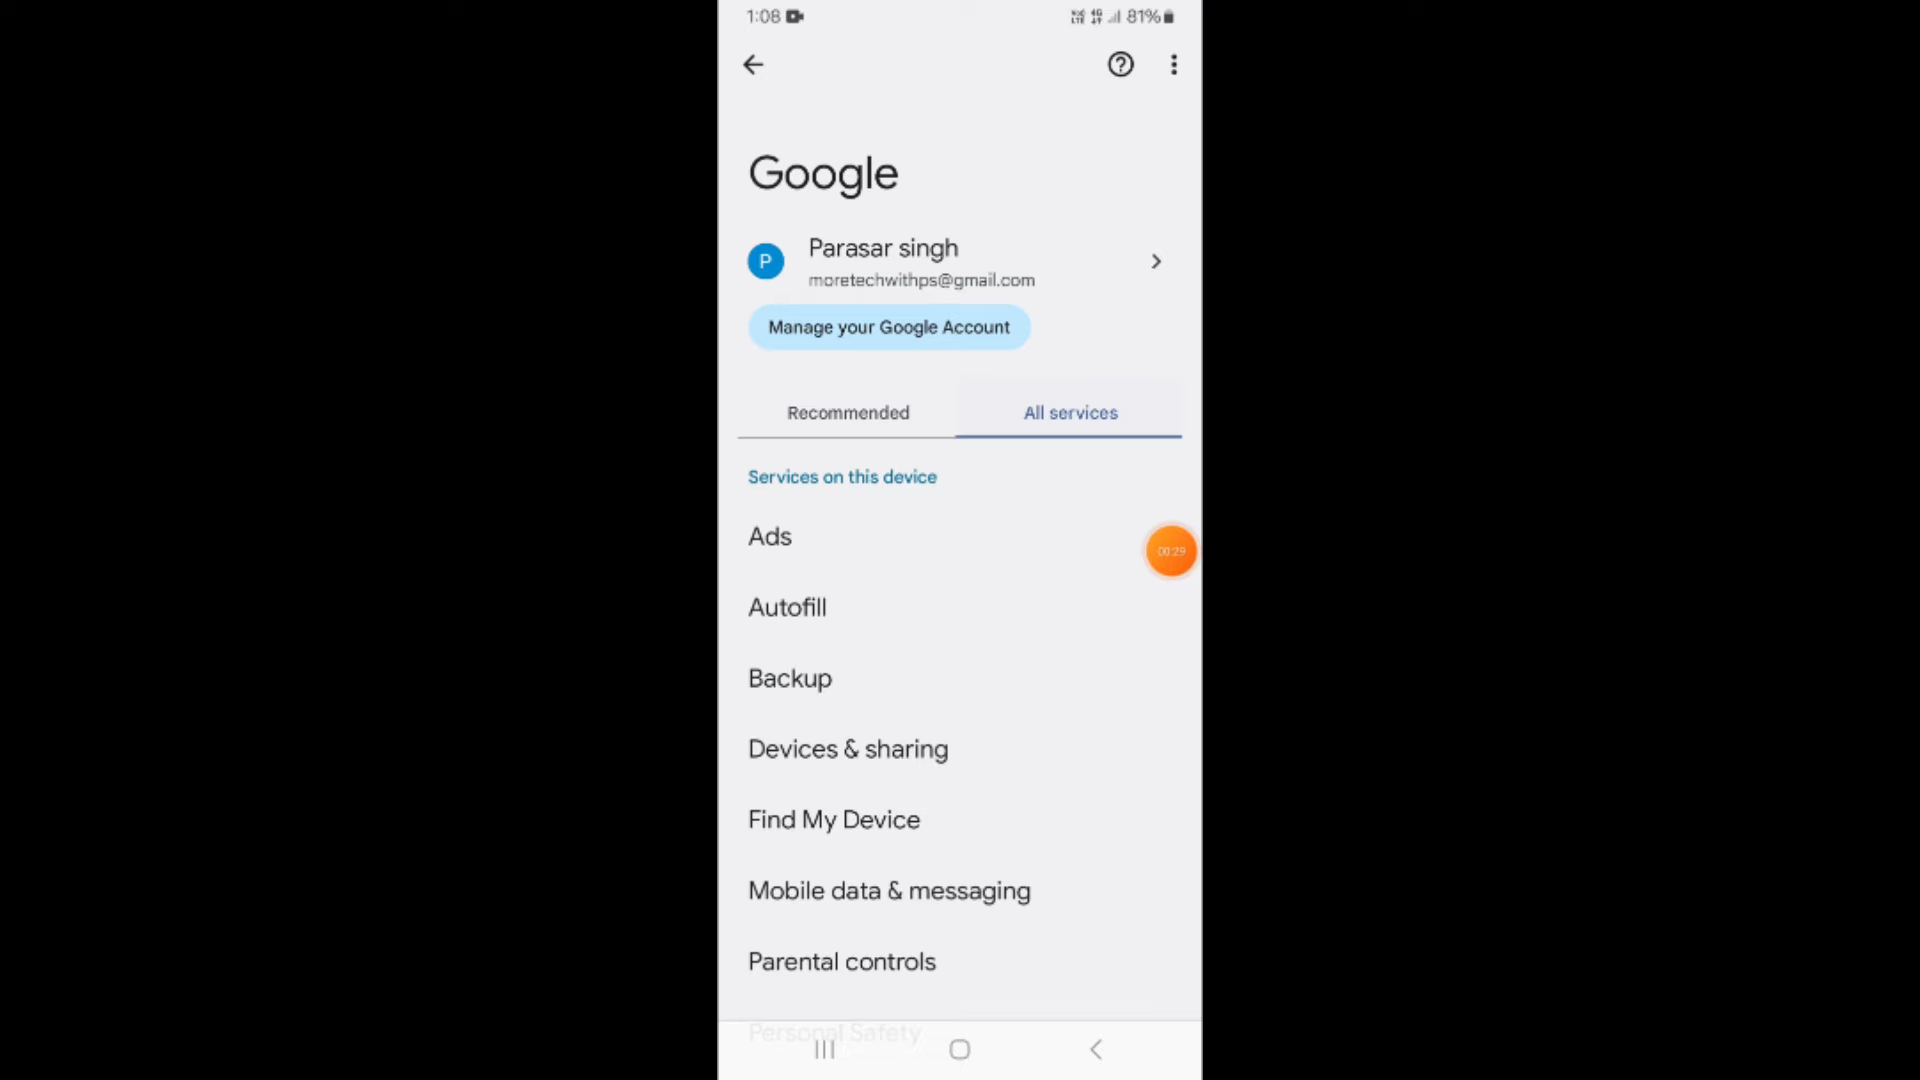 1:08
81%
Google
Parasar singh
P
moretechwithps@gmail.com
Manage your Google Account
Recommended
All services
Services on this device
Ads
00:29
Autofill
Backup
Devices & sharing
Find My Device
Mobile data & messaging
Parental controls
Personal Safety